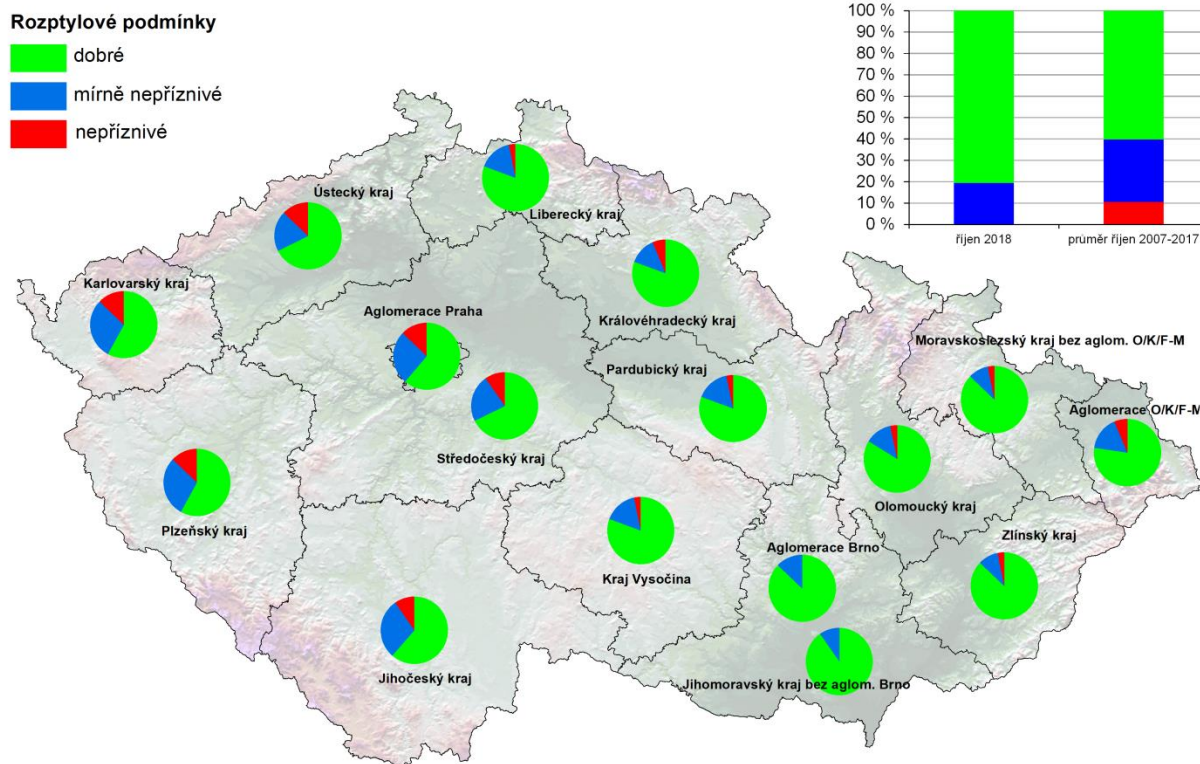 Rozptylové podmínky
dobré
mírně nepříznivé
nepříznivé
100 %
90 %
80 %
70 %
60 %
50 %
40 %
30 %
20 %
10 %
0 %
říjen 2018
průměr říjen 2007-2017
Ústecký kraj
Liberecký kraj
Karlovarský kraj
Aglomerace Praha
Královéhradecký kraj
Moravskoslezský kraj bez aglom. O/K/F-M
Pardubický kraj
Aglomerace O/K/F-M
Středočeský kraj
Olomoucký kraj
Plzeňský kraj
Zlínský kraj
Aglomerace Brno
Kraj Vysočina
Jihočeský kraj
Jihomoravský kraj bez aglom. Brno